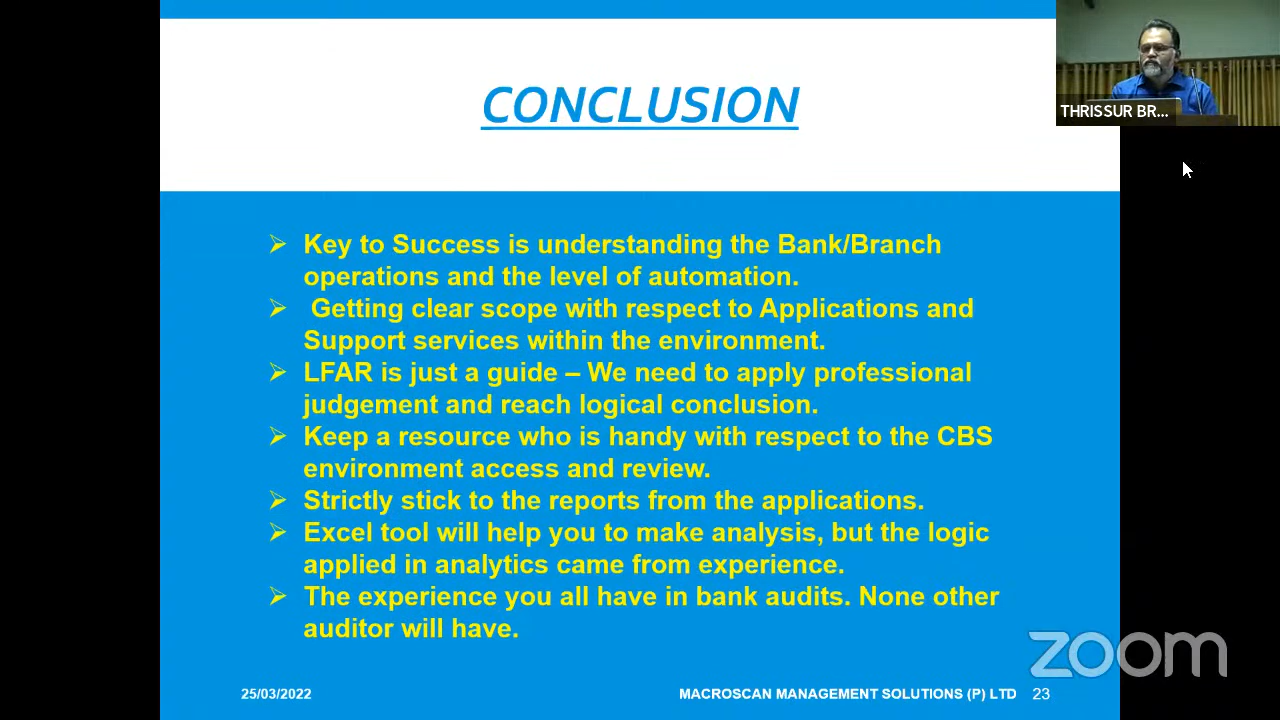 CONCLUSION
THRISSUR BR...
➢ Key to Success is understanding the Bank/Branch
operations and the level of automation.
➢ Getting clear scope with respect to Applications and
Support services within the environment.
➢ LFAR is just a guide – We need to apply professional
judgement and reach logical conclusion.
➢ Keep a resource who is handy with respect to the CBS
environment access and review.
➢ Strictly stick to the reports from the applications.
➢ Excel tool will help you to make analysis, but the logic
applied in analytics came from experience.
➢ The experience you all have in bank audits. None other
auditor will have.
zoom
25/03/2022
MACROSCAN MANAGEMENT SOLUTIONS (P) LTD 23